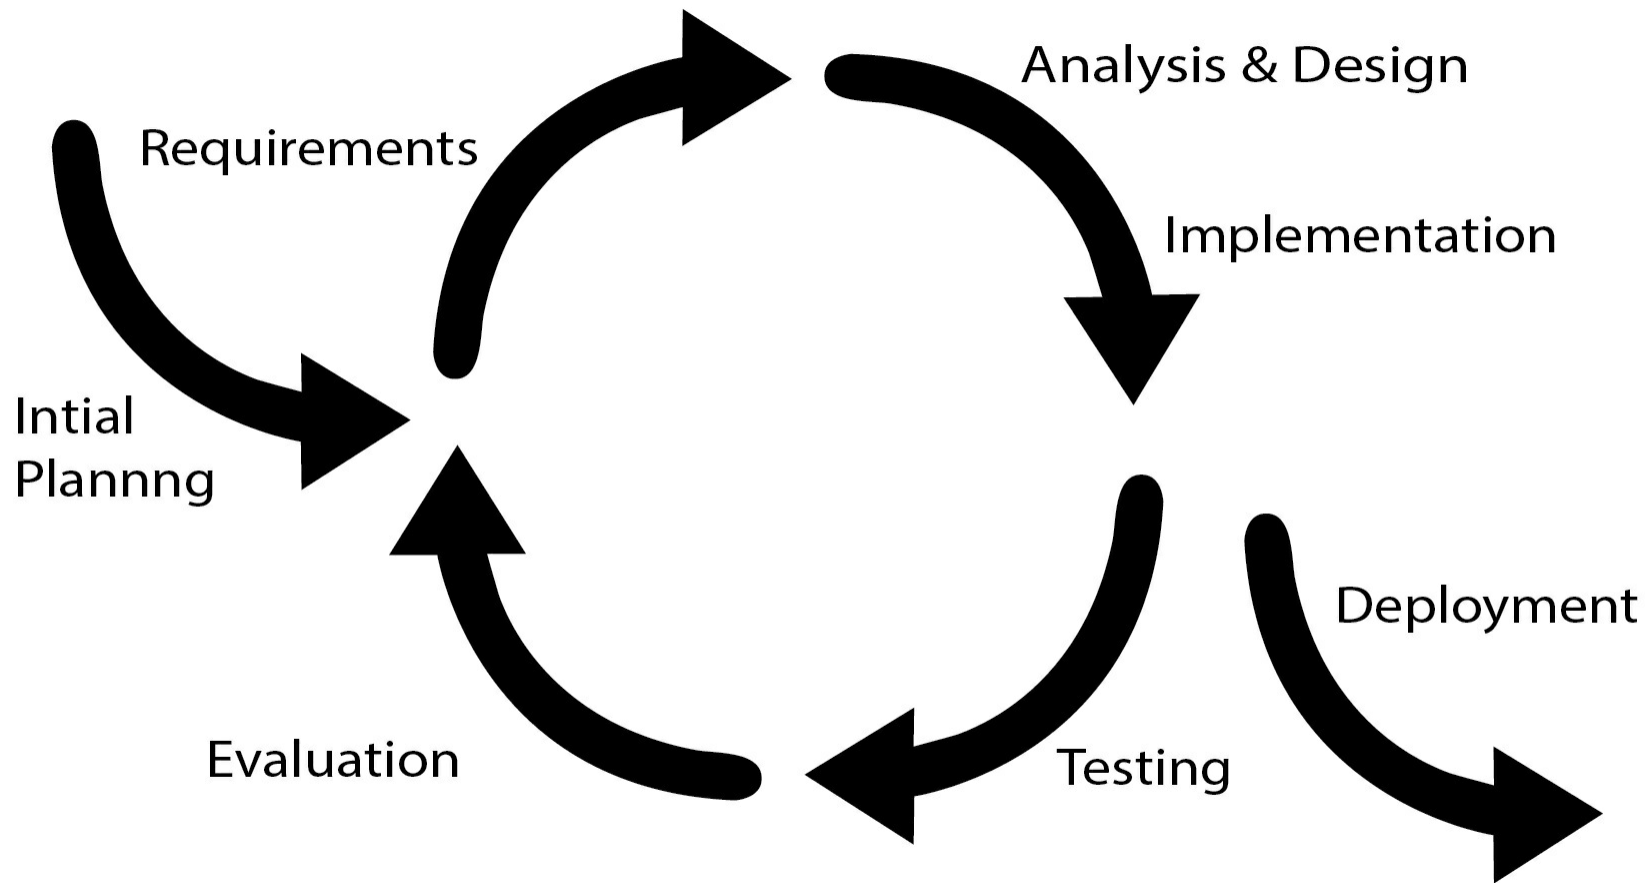 Requirements
Analysis & Design
Implementation
Intial
Plannng
Deployment
Testing
Evaluation